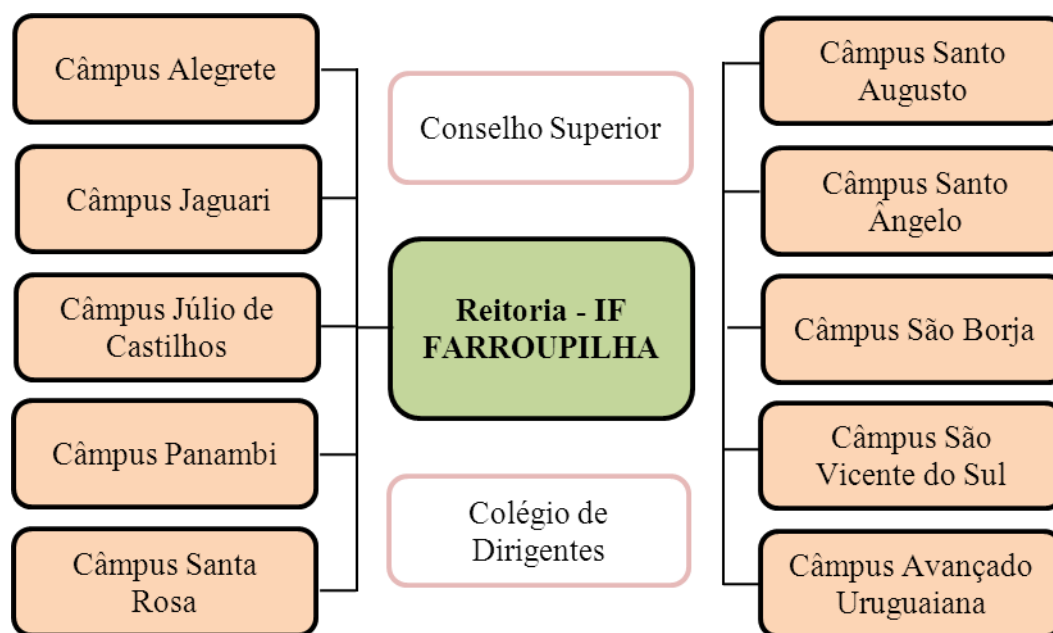 Câmpus Alegrete
Câmpus Jaguari
Câmpus Júlio de
Castilhos
Câmpus Panambi
Câmpus Santa
Rosa
Conselho Superior
Reitoria - IF
FARROUPILHA
Colégio de
Dirigentes
Câmpus Santo
Augusto
Câmpus Santo
Ângelo
Câmpus São Borja
Câmpus São
Vicente do Sul
Câmpus Avançado
Uruguaiana